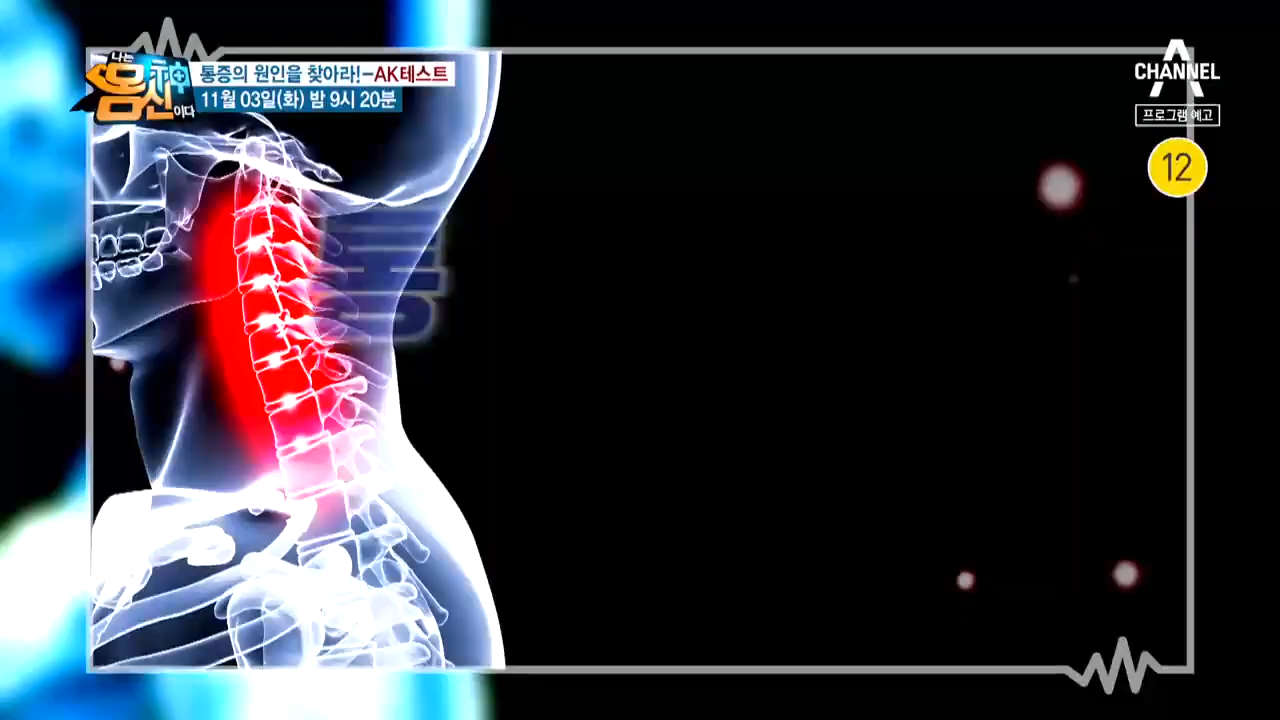 나는
몸神
신이다
통증의 원인을 찾아라!-AK테스트
11월 03일(화) 밤 9시 20분
CHANNEL A
프로그램 예고
12
통